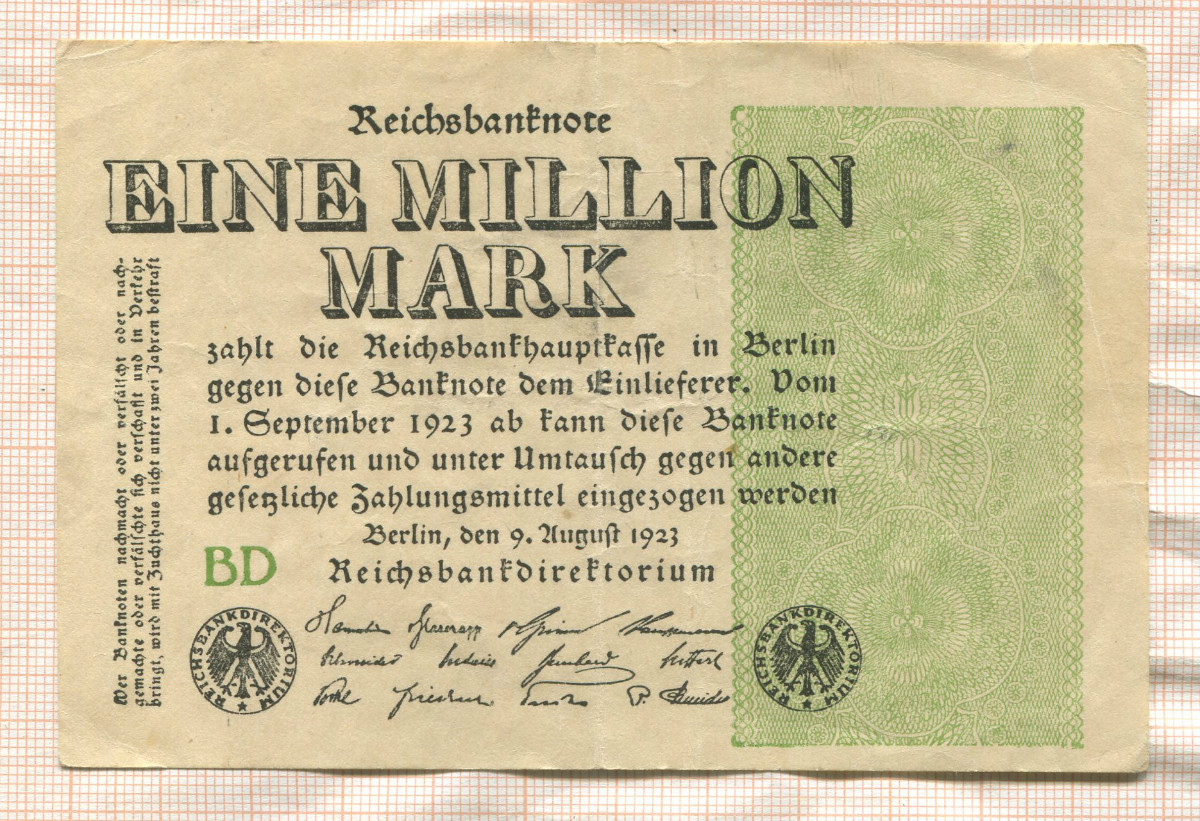 Reichsbanknote
EINE MILLION
MARK
zahlt die Reichsbankhauptkasse in Berlin
gegen diese Banknote dem Einlieferer. Vom
1. September 1923 ab kann diese Banknote
aufgerufen und unter Umtausch gegen andere
gesetzliche Zahlungsmittel eingezogen werden
Berlin, den 9. August 1923
Reichsbankdirektorium
BD
Wer Banknoten nachmacht oder verfälscht oder nach-
gemachte oder verfälschte sich verschafft und in Verkehr
bringt, wird mit Zuchthaus nicht unter zwei Jahren bestraft
REICHSBANKDIREKTORIUM
REICHSBANKDIREKTORIUM